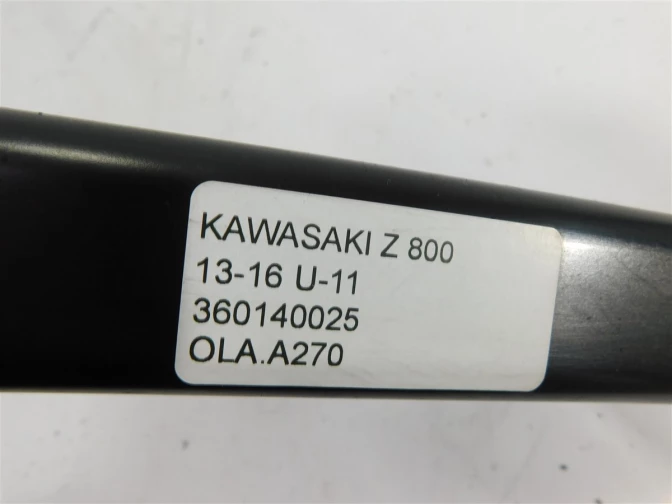 KAWASAKI Z 800
13-16 U-11
360140025
OLA.A270